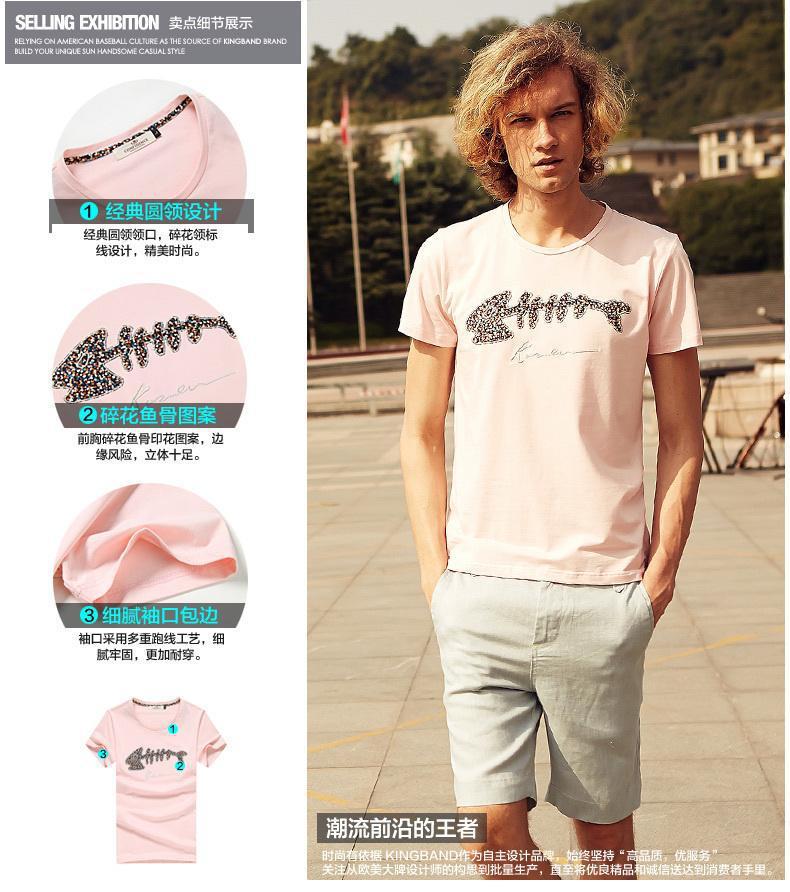 SELLING EXHIBITION 卖点细节展示
RELYING ON AMERICAN BASEBALL CULTURE AS THE SOURCE OF KINGBAND BRAND
BUILD YOUR UNIQUE SUN HANDSOME CASUAL STYLE
1 经典圆领设计
经典圆领领口，碎花领标
线设计，精美时尚。
2 碎花鱼骨图案
前胸碎花鱼骨印花图案，边
缘风险，立体十足。
3 细腻袖口包边
袖口采用多重跑线工艺，细
腻牢固，更加耐穿。
1
3
2
潮流前沿的王者
时尚有依据 KINGBAND作为自主设计品牌，始终坚持“高品质，优服务”
关注从欧美大牌设计师的构思到批量生产，直至将优良精品和诚信送达到消费者手里。